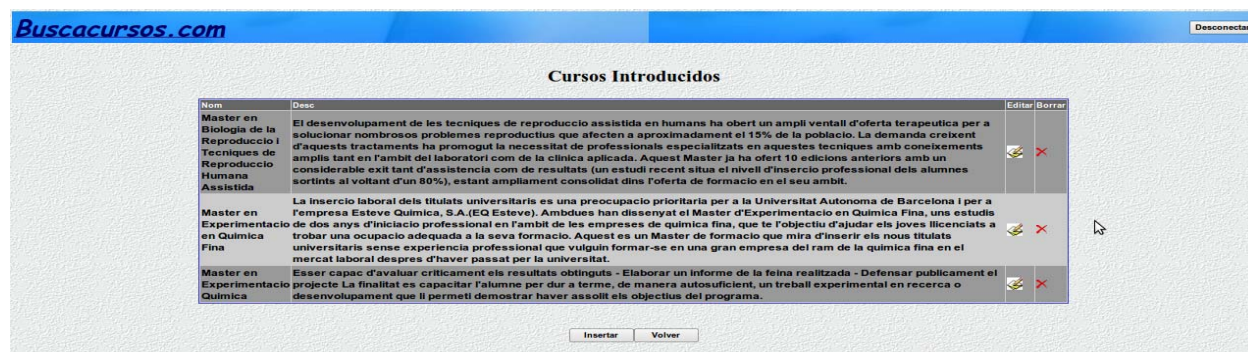 Buscacursos.com
Desconectar
Cursos Introducidos
Nom Desc Editar Borrar
Master en
Biologia de la
Reproduccio i
Tecniques de
Reproduccio
Humana
Assistida
El desenvolupament de les tecniques de reproduccio assistida en humans ha obert un ampli ventall d'oferta terapeutica per a
solucionar nombrosos problemes reproductius que afecten a aproximadament el 15% de la poblacio. La demanda creixent
d'aquests tractaments ha promogut la necessitat de professionals especialitzats en aquestes tecniques amb coneixements
amplis tant en l'ambit del laboratori com de la clinica aplicada. Aquest Master ja ha ofert 10 edicions anteriors amb un
considerable exit tant d'assistencia com de resultats (un estudi recent situa el nivell d'insercio professional dels alumnes
sortints al voltant d'un 80%), estant ampliament consolidat dins l'oferta de formacio en el seu ambit.
Master en
Experimentacio
en Quimica
Fina
La insercio laboral dels titulats universitaris es una preocupacio prioritaria per a la Universitat Autonoma de Barcelona i per a
l'empresa Esteve Quimica, S.A.(EQ Esteve). Ambdues han dissenyat el Master d'Experimentacio en Quimica Fina, uns estudis
de dos anys d'iniciacio professional en l'ambit de les empreses de quimica fina, que te l'objectiu d'ajudar els joves llicenciats a
trobar una ocupacio adequada a la seva formacio. Aquest es un Master de formacio que mira d'inserir els nous titulats
universitaris sense experiencia professional que vulguin formar-se en una gran empresa del ram de la quimica fina en el
mercat laboral despres d'haver passat per la universitat.
Master en
Experimentacio
Quimica
Esser capac d'avaluar criticament els resultats obtinguts - Elaborar un informe de la feina realitzada - Defensar publicament el
projecte La finalitat es capacitar l'alumne per dur a terme, de manera autosuficient, un treball experimental en recerca o
desenvolupament que li permeti demostrar haver assolit els objectius del programa.
Insertar Volver